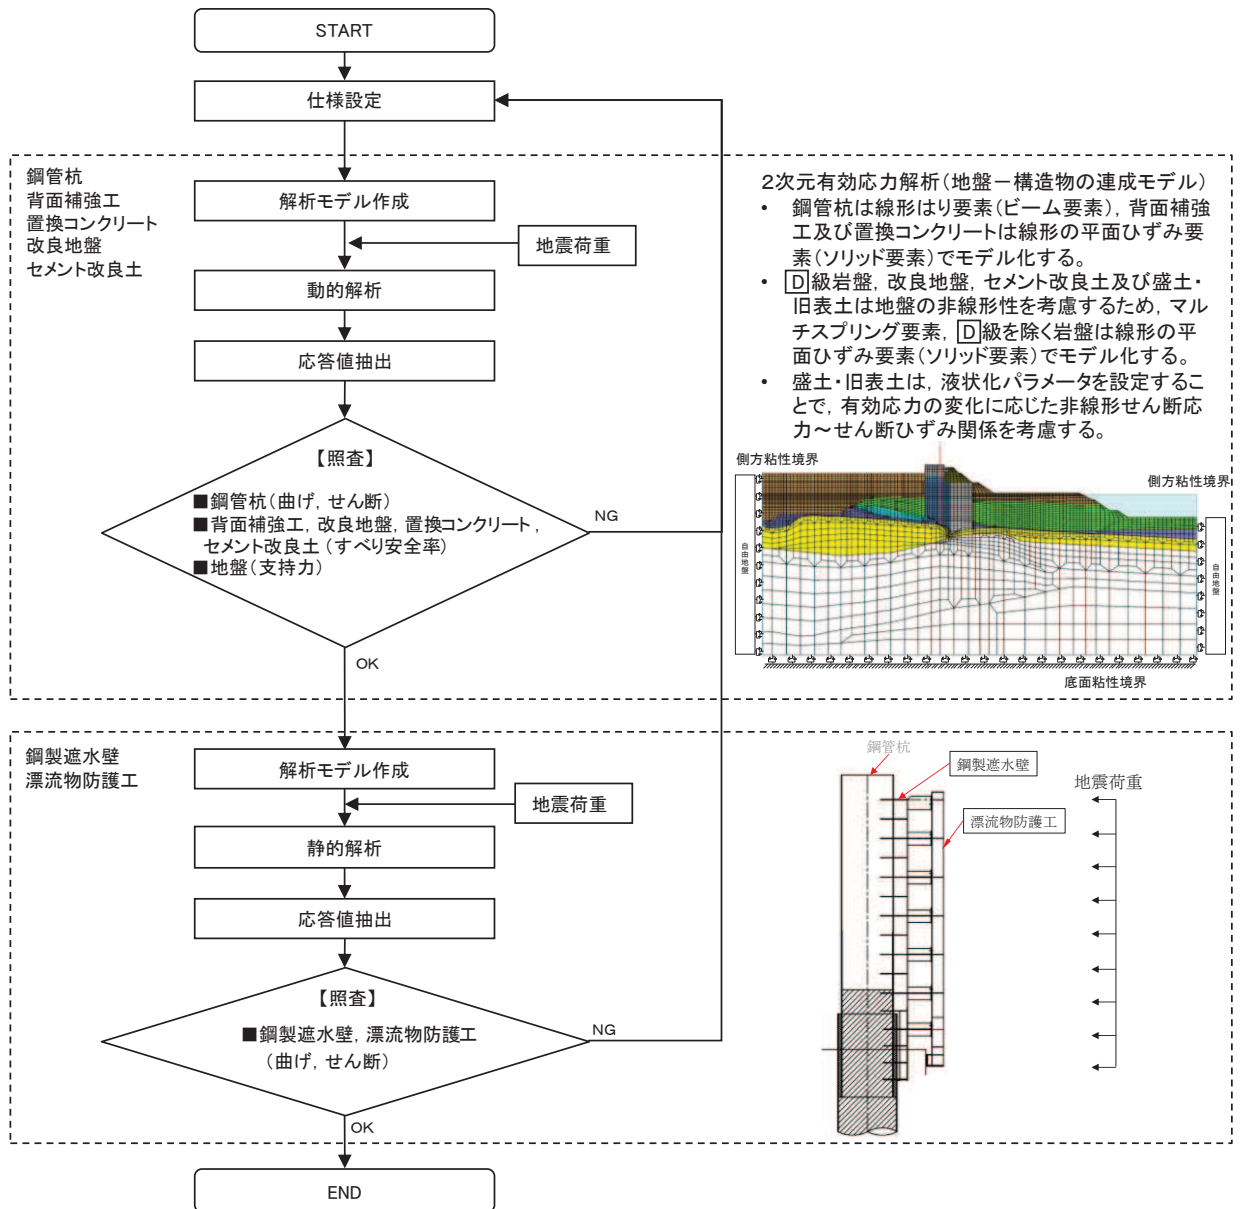 START
仕様設定
鋼管杭
背面補強工
置換コンクリート
改良地盤
セメント改良土
解析モデル作成
地震荷重
動的解析
応答値抽出
【照査】
■鋼管杭(曲げ, せん断)
■背面補強工, 改良地盤, 置換コンクリート,
セメント改良土(すべり安全率)
■地盤(支持力)
NG
OK
2次元有効応力解析(地盤－構造物の連成モデル)
• 鋼管杭は線形はり要素(ビーム要素), 背面補強
工及び置換コンクリートは線形の平面ひずみ要
素(ソリッド要素)でモデル化する。
• D級岩盤, 改良地盤, セメント改良土及び盛土・
旧表土は地盤の非線形性を考慮するため, マル
チスプリング要素, D級を除く岩盤は線形の平
面ひずみ要素(ソリッド要素)でモデル化する。
• 盛土・旧表土は, 液状化パラメータを設定するこ
とで, 有効応力の変化に応じた非線形せん断応
力～せん断ひずみ関係を考慮する。
側方粘性境界
側方粘性境界
自由地盤
自由地盤
底面粘性境界
鋼製遮水壁
漂流物防護工
解析モデル作成
地震荷重
静的解析
応答値抽出
【照査】
■鋼製遮水壁, 漂流物防護工
(曲げ, せん断)
NG
OK
鋼管杭
鋼製遮水壁
漂流物防護工
地震荷重
END